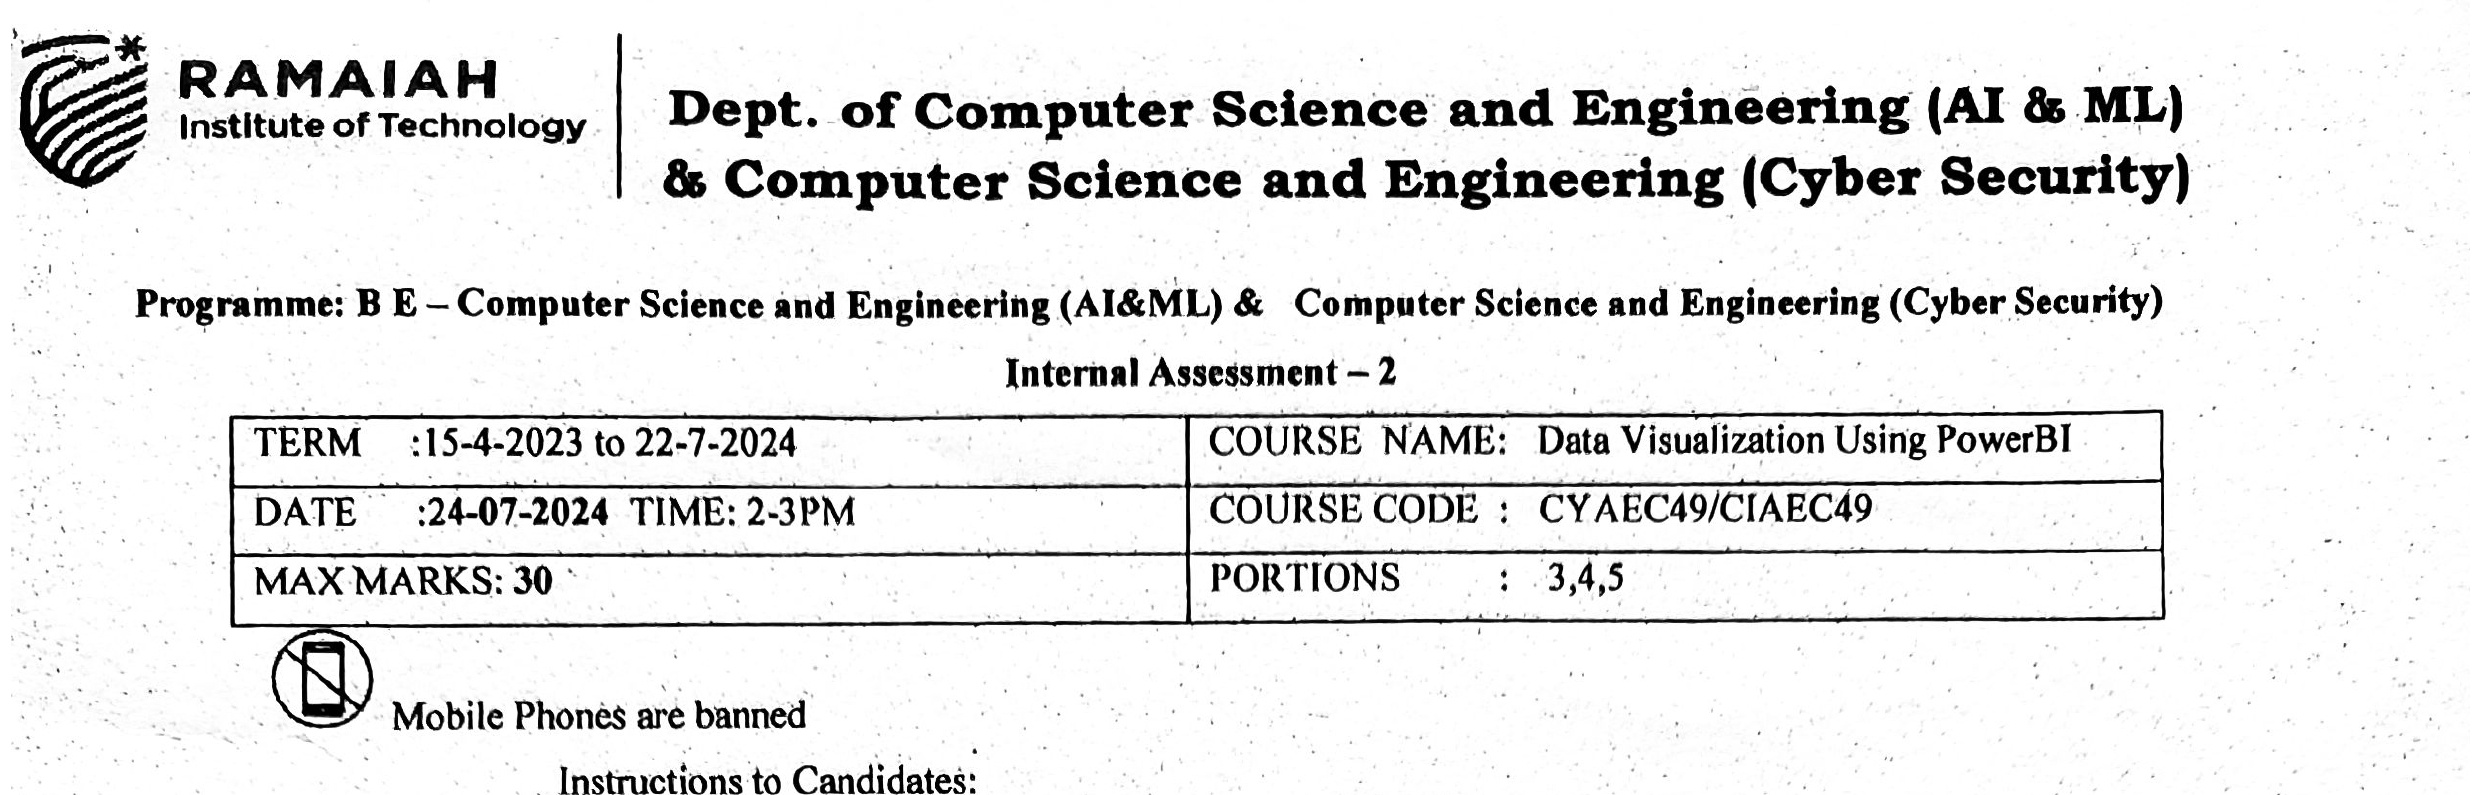 RAMAIAH
Institute of Technology
Dept. of Computer Science and Engineering (AI & ML)
& Computer Science and Engineering (Cyber Security)
Programme: B E – Computer Science and Engineering (AI&ML) & Computer Science and Engineering (Cyber Security)
Internal Assessment – 2
TERM :15-4-2023 to 22-7-2024 COURSE NAME: Data Visualization Using PowerBI
DATE :24-07-2024 TIME: 2-3PM COURSE CODE : CYAEC49/CIAEC49
MAX MARKS: 30 PORTIONS : 3,4,5
Mobile Phones are banned
Instructions to Candidates: